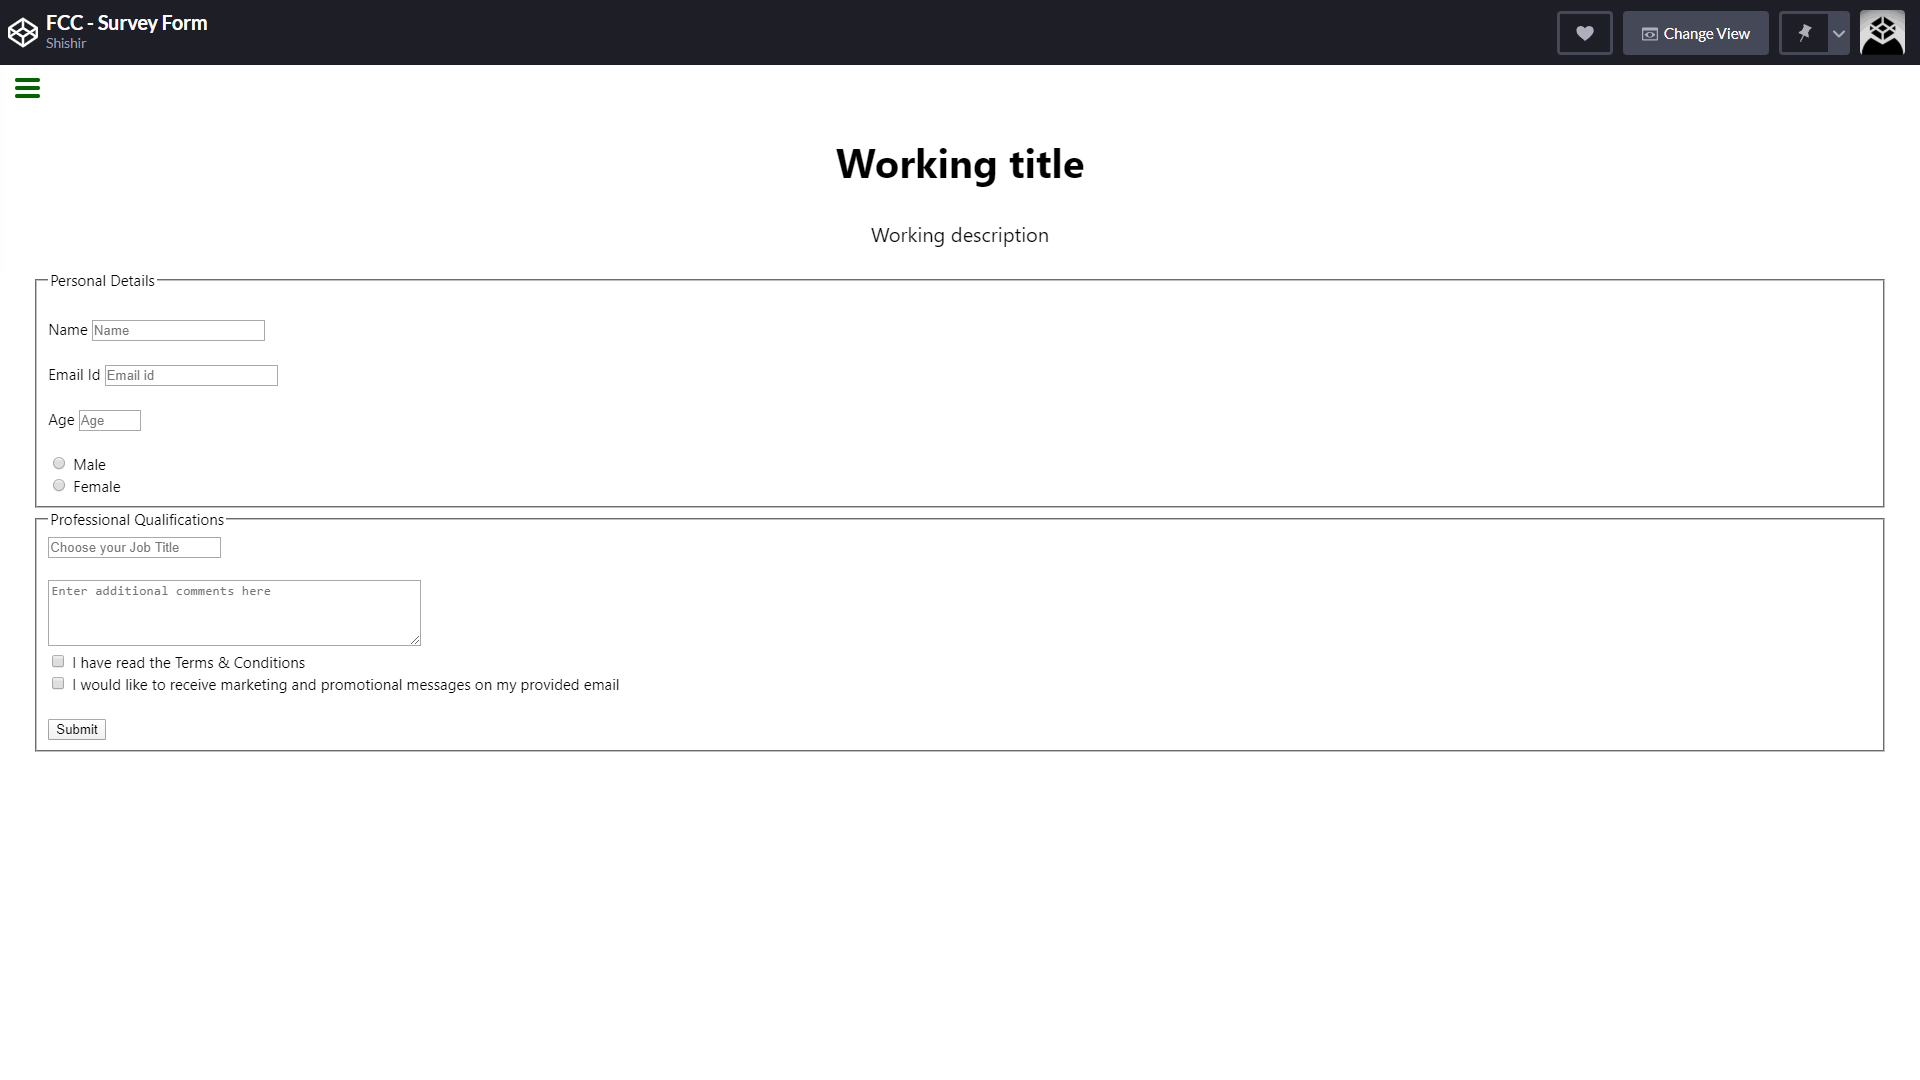 FCC - Survey Form
Shishir
Change View
Working title
Working description
Personal Details
Name Name
Email Id Email id
Age Age
Male
Female
Professional Qualifications
Choose your Job Title
Enter additional comments here
I have read the Terms & Conditions
I would like to receive marketing and promotional messages on my provided email
Submit